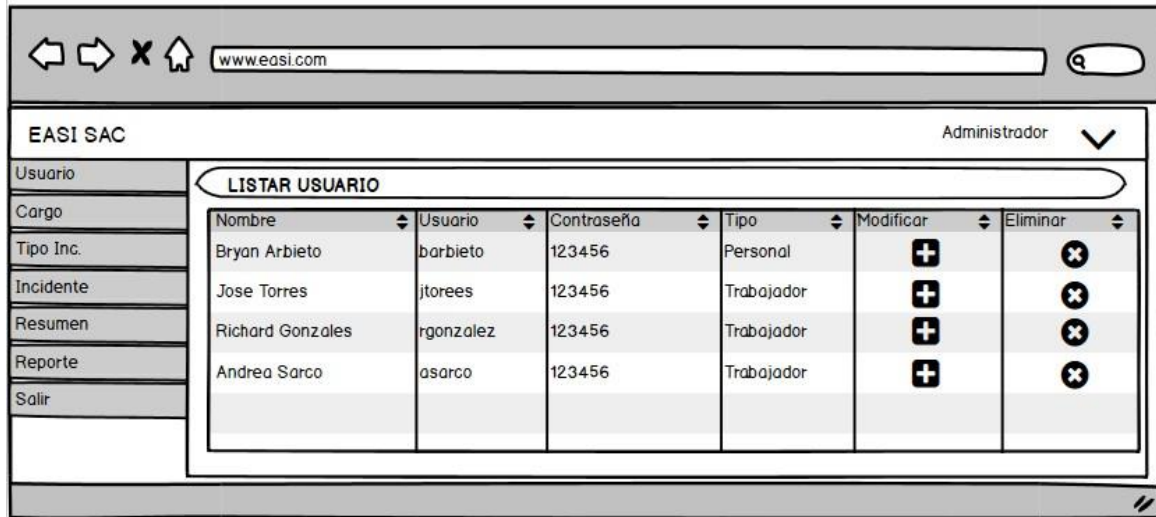 www.easi.com
EASI SAC
Administrador
Usuario
Cargo
Tipo Inc.
Incidente
Resumen
Reporte
Salir
LISTAR USUARIO
Nombre Usuario Contraseña Tipo Modificar Eliminar
Bryan Arbieto barbieto 123456 Personal
Jose Torres jtorees 123456 Trabajador
Richard Gonzales rgonzalez 123456 Trabajador
Andrea Sarco asarco 123456 Trabajador